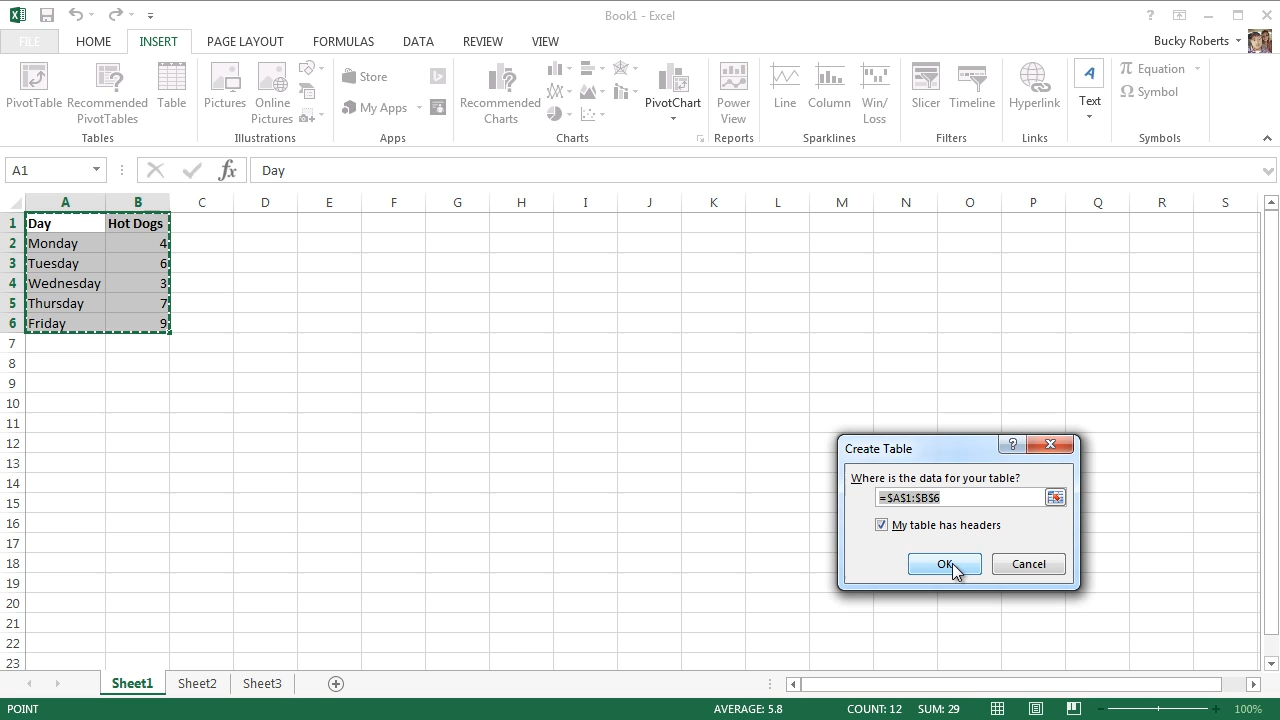 Book1 - Excel
FILE HOME INSERT PAGE LAYOUT FORMULAS DATA REVIEW VIEW Bucky Roberts
PivotTable
Recommended PivotTables
Table
Tables
Pictures
Online Pictures
Illustrations
Store
My Apps
Apps
Recommended Charts
PivotChart
Charts
Power View
Reports
Line
Column
Win/Loss
Sparklines
Slicer
Timeline
Filters
Hyperlink
Links
A
Text
π Equation
Ω Symbol
Symbols
A1 fx Day
A B C D E F G H I J K L M N O P Q R S
1 Day Hot Dogs
2 Monday 4
3 Tuesday 6
4 Wednesday 3
5 Thursday 7
6 Friday 9
7
8
9
10
11
12
13
14
15
16
17
18
19
20
21
22
23
Create Table
Where is the data for your table?
=$A$1:$B$6
My table has headers
OK Cancel
Sheet1 Sheet2 Sheet3
POINT AVERAGE: 5.8 COUNT: 12 SUM: 29 100%